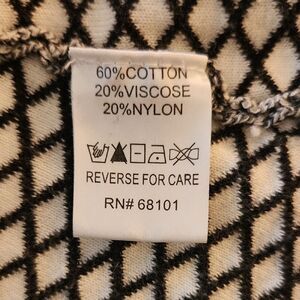 60%COTTON
20%VISCOSE
20%NYLON
REVERSE FOR CARE
RN# 68101